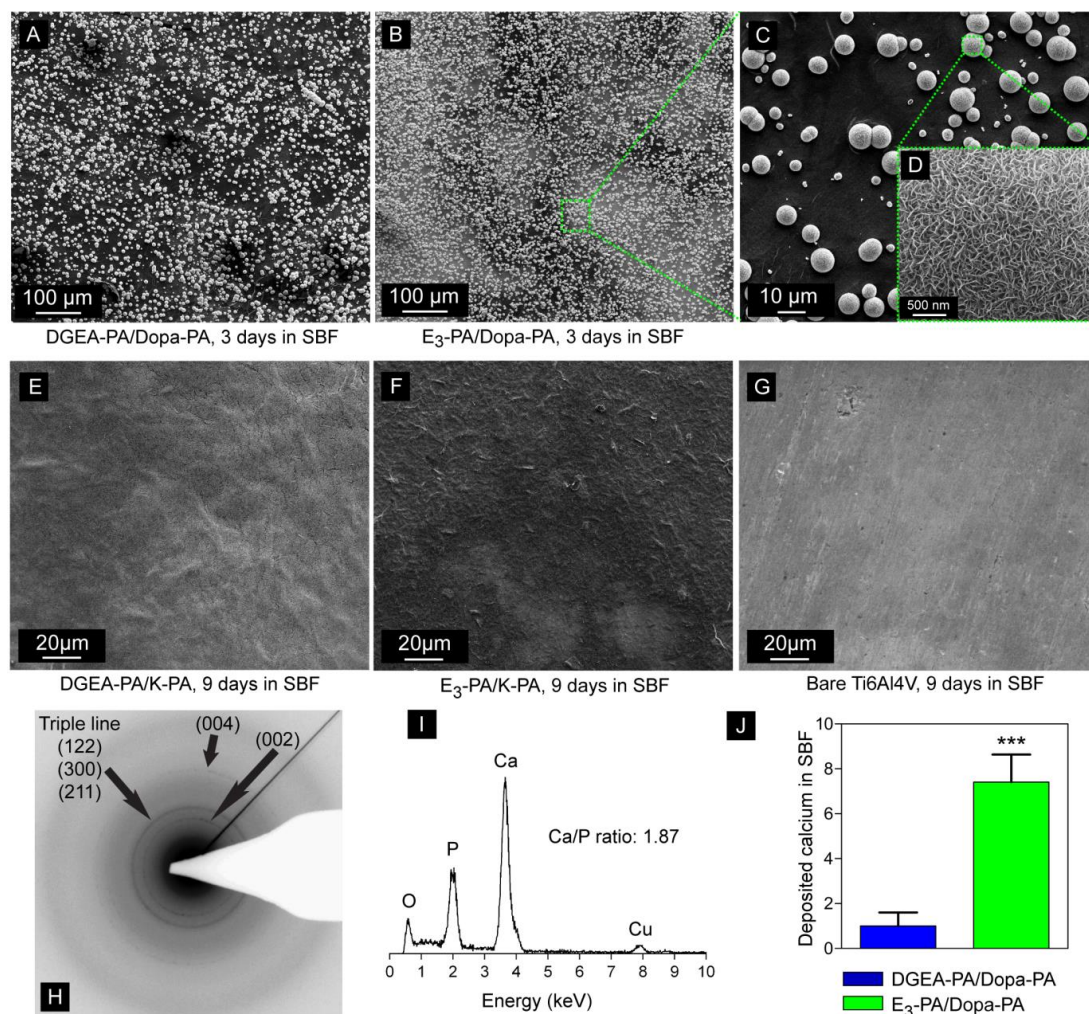 A
100 µm
DGEA-PA/Dopa-PA, 3 days in SBF
B
100 µm
E₃-PA/Dopa-PA, 3 days in SBF
C
10 µm
D
500 nm
E
20µm
DGEA-PA/K-PA, 9 days in SBF
F
20µm
E₃-PA/K-PA, 9 days in SBF
G
20µm
Bare Ti6Al4V, 9 days in SBF
Triple line
(122)
(300)
(211)
(004)
(002)
H
I
O
P
Ca
Cu
Ca/P ratio: 1.87
0 1 2 3 4 5 6 7 8 9 10
Energy (keV)
J
Deposited calcium in SBF
10
8
6
4
2
0
***
DGEA-PA/Dopa-PA
E₃-PA/Dopa-PA